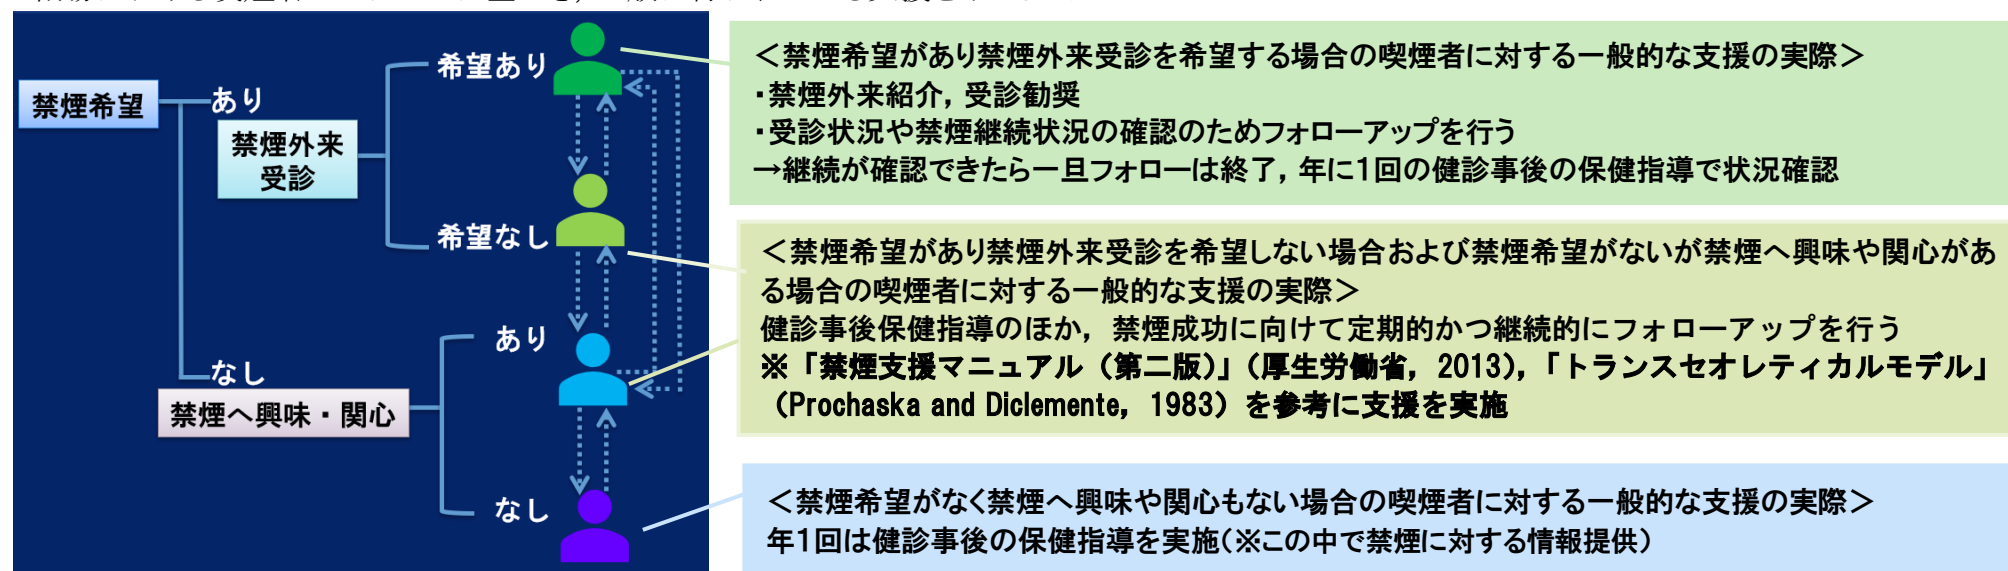 禁煙希望
あり
禁煙外来
受診
希望あり
希望なし
なし
禁煙へ興味・関心
あり
なし
＜禁煙希望があり禁煙外来受診を希望する場合の喫煙者に対する一般的な支援の実際＞
・禁煙外来紹介，受診勧奨
・受診状況や禁煙継続状況の確認のためフォローアップを行う
→継続が確認できたら一旦フォローは終了，年に1回の健診事後の保健指導で状況確認
＜禁煙希望があり禁煙外来受診を希望しない場合および禁煙希望がないが禁煙へ興味や関心があ
る場合の喫煙者に対する一般的な支援の実際＞
健診事後保健指導のほか，禁煙成功に向けて定期的かつ継続的にフォローアップを行う
※「禁煙支援マニュアル（第二版）」（厚生労働省，2013），「トランスセオレティカルモデル」
（Prochaska and Diclemente，1983）を参考に支援を実施
＜禁煙希望がなく禁煙へ興味や関心もない場合の喫煙者に対する一般的な支援の実際＞
年1回は健診事後の保健指導を実施（※この中で禁煙に対する情報提供）